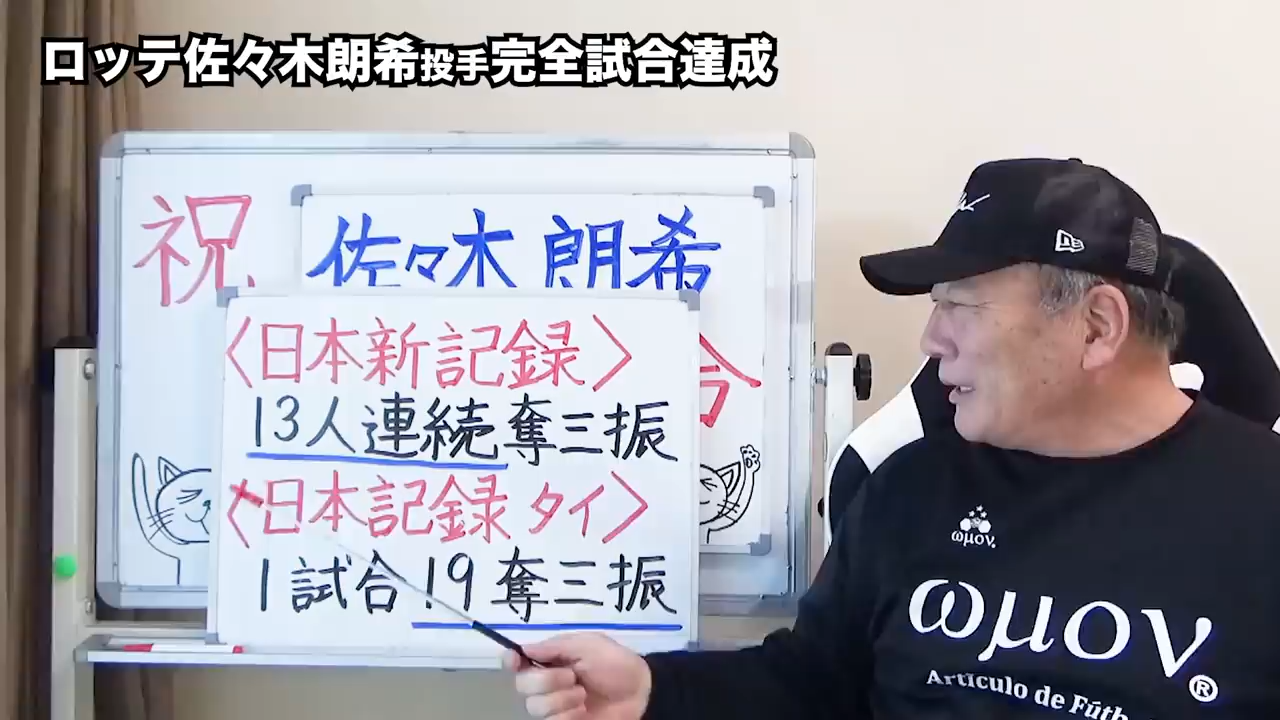 ロッテ佐々木朗希投手完全試合達成
祝
佐々木 朗希
〈日本新記録〉
13人連続奪三振
〈日本記録タイ〉
1試合19奪三振
ωμον
ωμον®
Artículo de Fútb